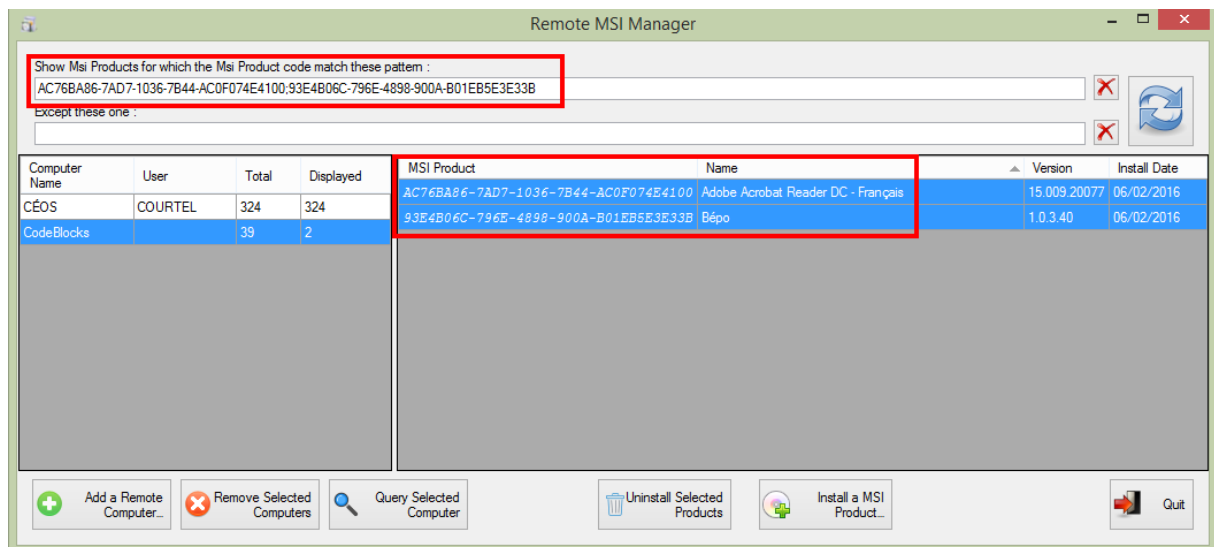 Remote MSI Manager
Show Msi Products for which the Msi Product code match these pattern :
AC76BA86-7AD7-1036-7B44-AC0F074E4100;93E4B06C-796E-4898-900A-B01EB5E3E33B
Except these one :
Computer Name User Total Displayed
CÉOS COURTEL 324 324
CodeBlocks 39 2
MSI Product Name Version Install Date
AC76BA86-7AD7-1036-7B44-AC0F074E4100 Adobe Acrobat Reader DC - Français 15.009.20077 06/02/2016
93E4B06C-796E-4898-900A-B01EB5E3E33B Bépo 1.0.3.40 06/02/2016
Add a Remote
Computer...
Remove Selected
Computers
Query Selected
Computer
Uninstall Selected
Products
Install a MSI
Product...
Quit